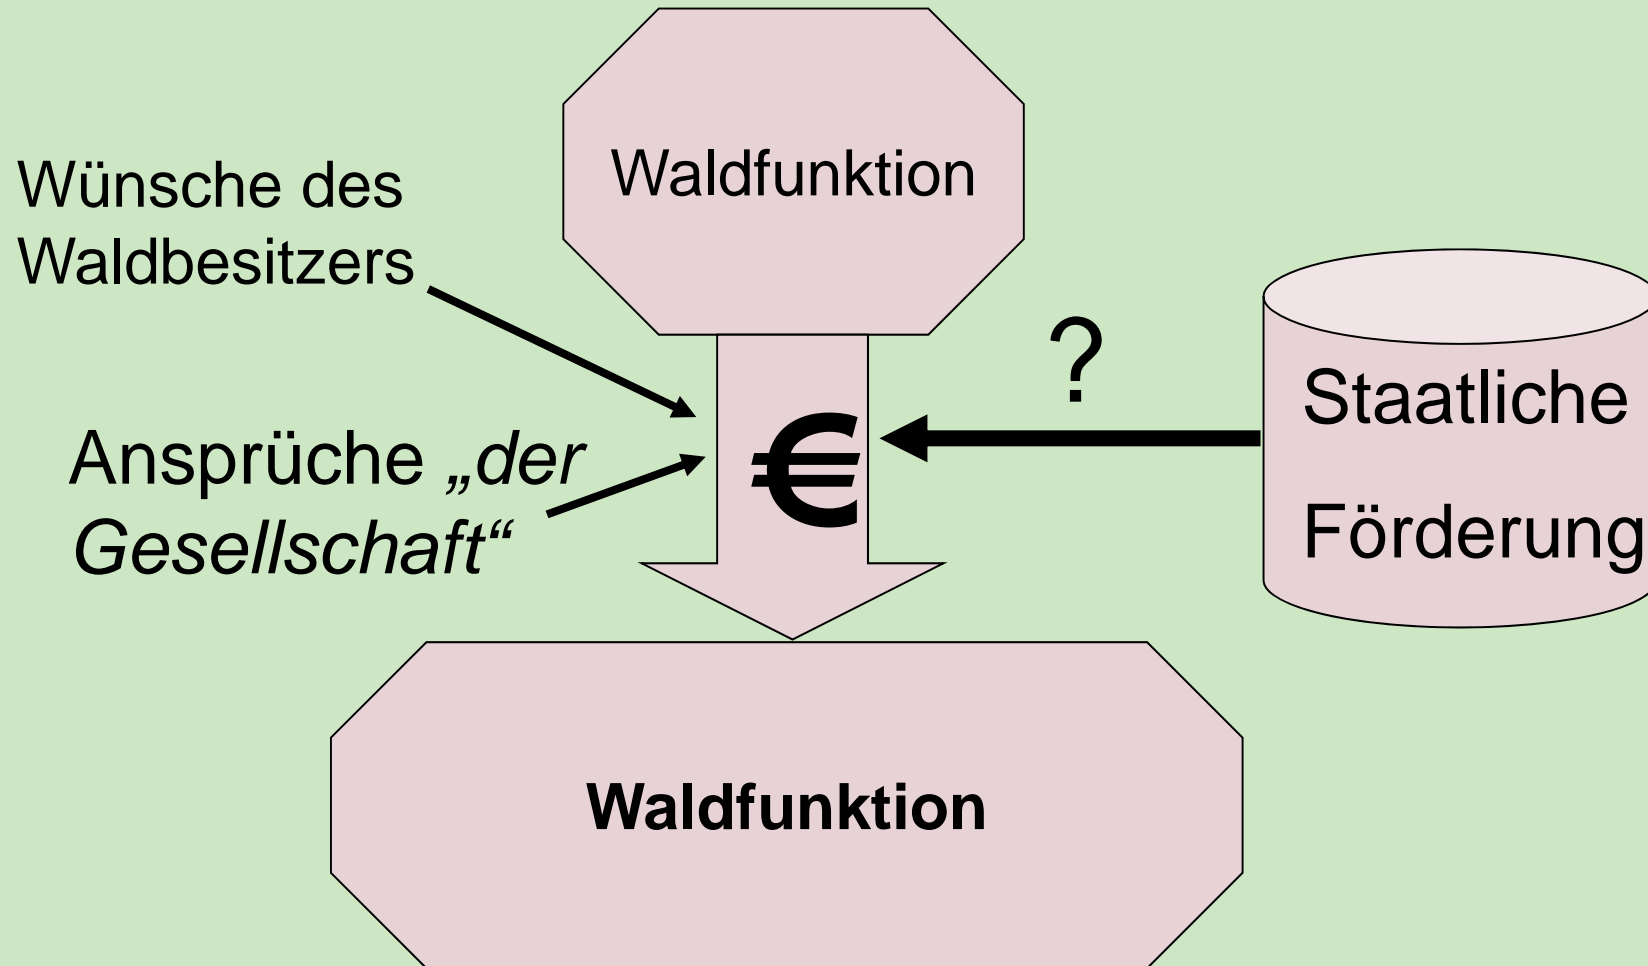 Waldfunktion
Wünsche des
Waldbesitzers
?
Staatliche
Förderung
Ansprüche „der
Gesellschaft“
€
Waldfunktion